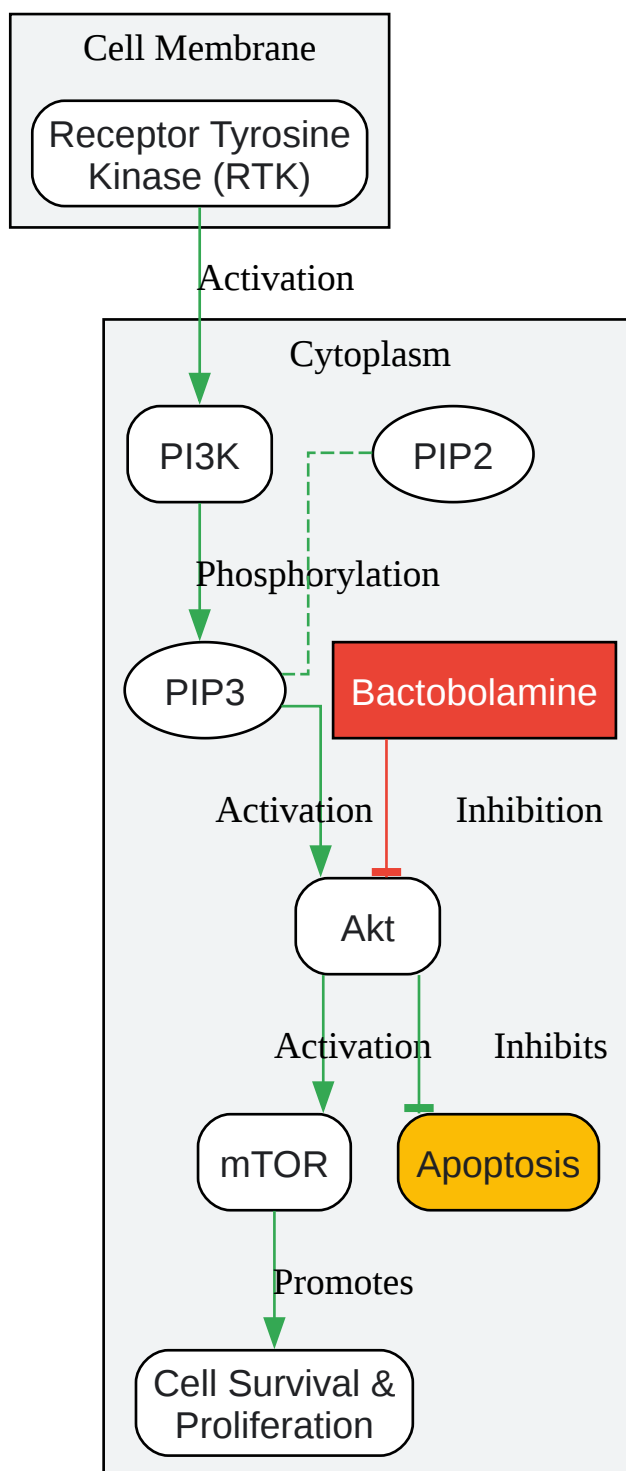 Cell Membrane
Receptor Tyrosine
Kinase (RTK)
Activation
Cytoplasm
PI3K
PIP2
Phosphorylation
PIP3
Bactobolamine
Activation
Inhibition
Akt
Activation
Inhibits
mTOR
Apoptosis
Promotes
Cell Survival &
Proliferation